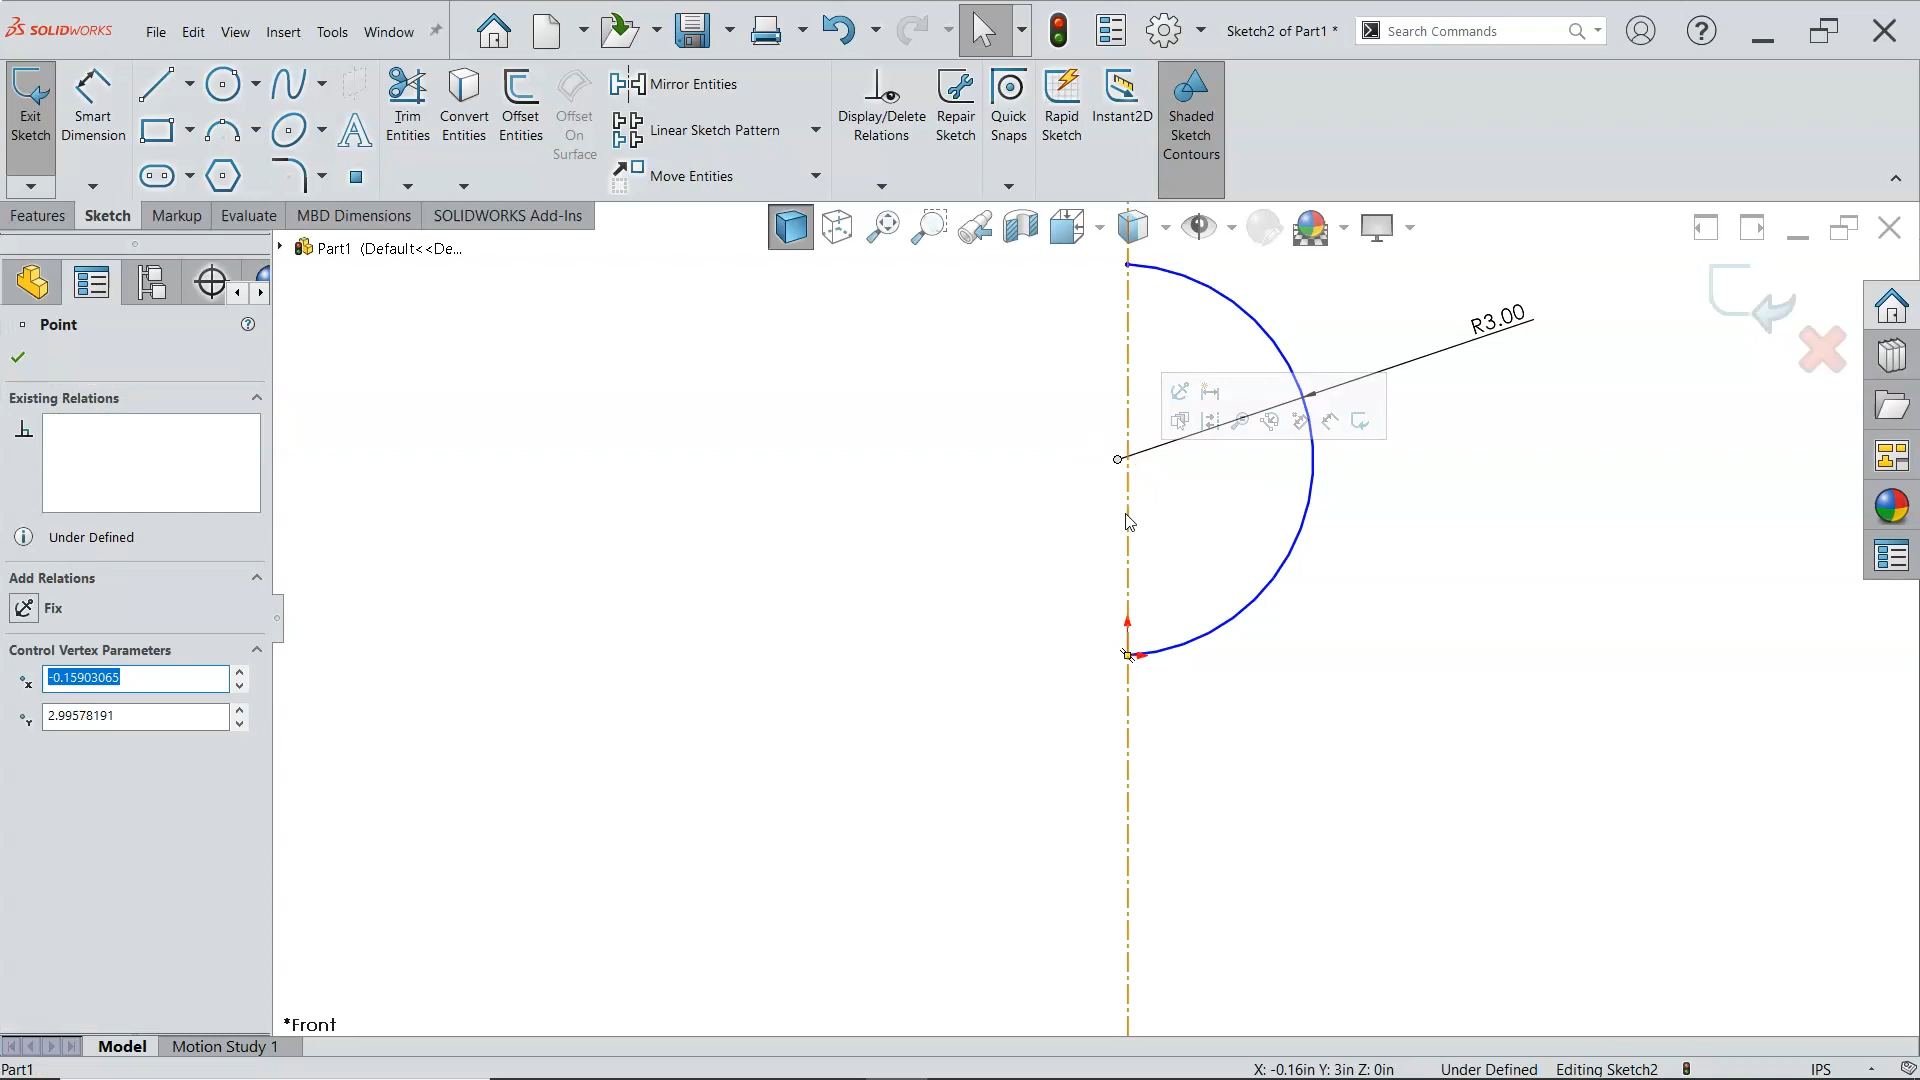 SOLIDWORKS
File
Edit
View
Insert
Tools
Window
Sketch2 of Part1 *
Search Commands
Exit
Sketch
Smart
Dimension
Trim
Entities
Convert
Entities
Offset
Entities
Offset
On
Surface
Mirror Entities
Linear Sketch Pattern
Move Entities
Display/Delete
Relations
Repair
Sketch
Quick
Snaps
Rapid
Sketch
Instant2D
Shaded
Sketch
Contours
Features
Sketch
Markup
Evaluate
MBD Dimensions
SOLIDWORKS Add-Ins
Part1 (Default<<De...
Point
Existing Relations
Under Defined
Add Relations
Fix
Control Vertex Parameters
-0.15903065
2.99578191
R3.00
*Front
Model
Motion Study 1
Part1
X: -0.16in Y: 3in Z: 0in
Under Defined
Editing Sketch2
IPS